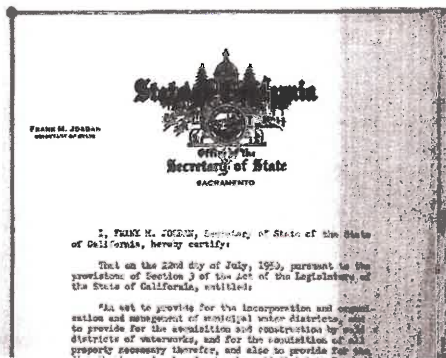 State of California
FRANK M. JORDAN
SECRETARY OF STATE
Office of the
Secretary of State
SACRAMENTO
I, FRANK M. JORDAN, Secretary of State of the State
of California, hereby certify:
That on the 22nd day of July, 1953, pursuant to the
provisions of Section 3 of the Act of the Legislature of
the State of California, entitled:
"An act to provide for the incorporation and organi-
zation and management of municipal water districts, and
to provide for the acquisition and construction by said
districts of waterworks, and for the acquisition of all
property necessary therefor, and also to provide for the